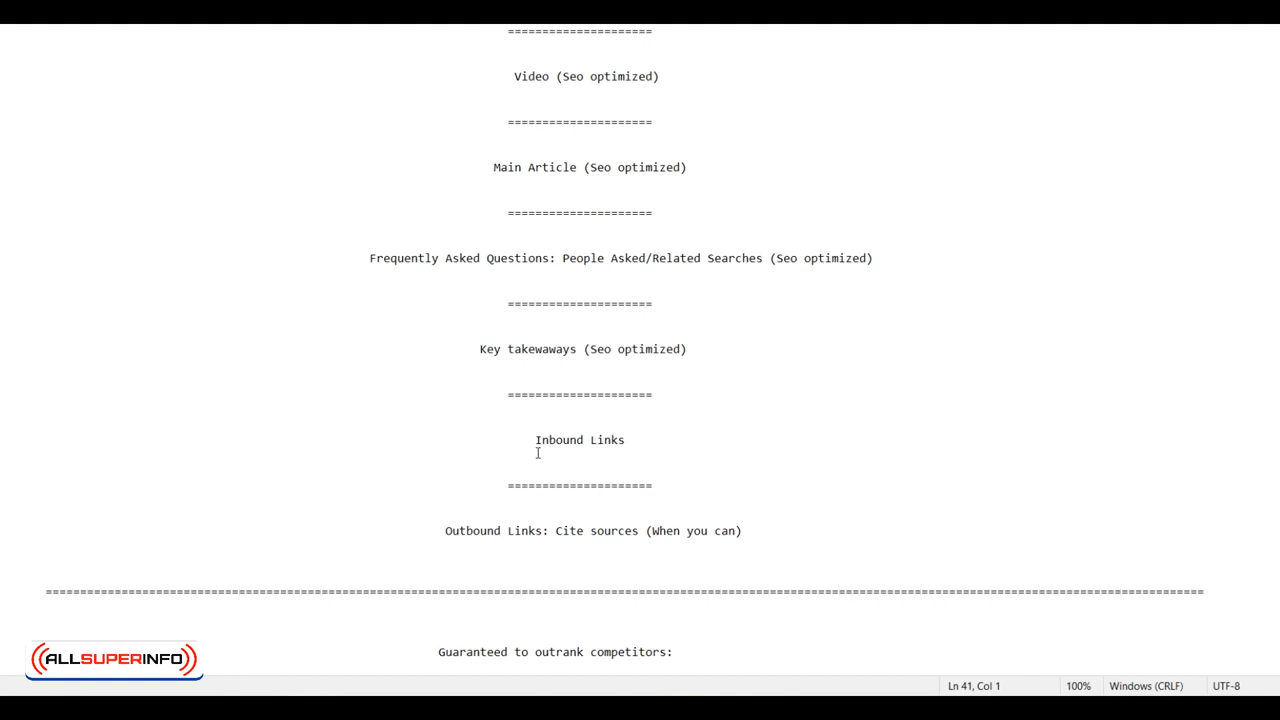 =====================
Video (Seo optimized)
=====================
Main Article (Seo optimized)
=====================
Frequently Asked Questions: People Asked/Related Searches (Seo optimized)
=====================
Key takewaways (Seo optimized)
=====================
Inbound Links
=====================
Outbound Links: Cite sources (When you can)
========================================================================================================================================================================
Guaranteed to outrank competitors:
ALLSUPERINFO
Ln 41, Col 1 100% Windows (CRLF) UTF-8